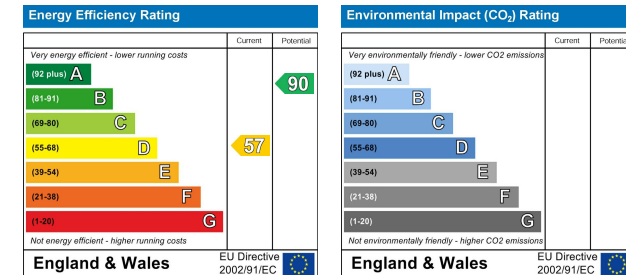 Energy Efficiency Rating
Current Potential
Very energy efficient - lower running costs
(92 plus) A
(81-91) B
(69-80) C
(55-68) D
(39-54) E
(21-38) F
(1-20) G
90
57
Not energy efficient - higher running costs
England & Wales
EU Directive
2002/91/EC
Environmental Impact (CO₂) Rating
Current Potential
Very environmentally friendly - lower CO2 emissions
(92 plus) A
(81-91) B
(69-80) C
(55-68) D
(39-54) E
(21-38) F
(1-20) G
Not environmentally friendly - higher CO2 emissions
England & Wales
EU Directive
2002/91/EC